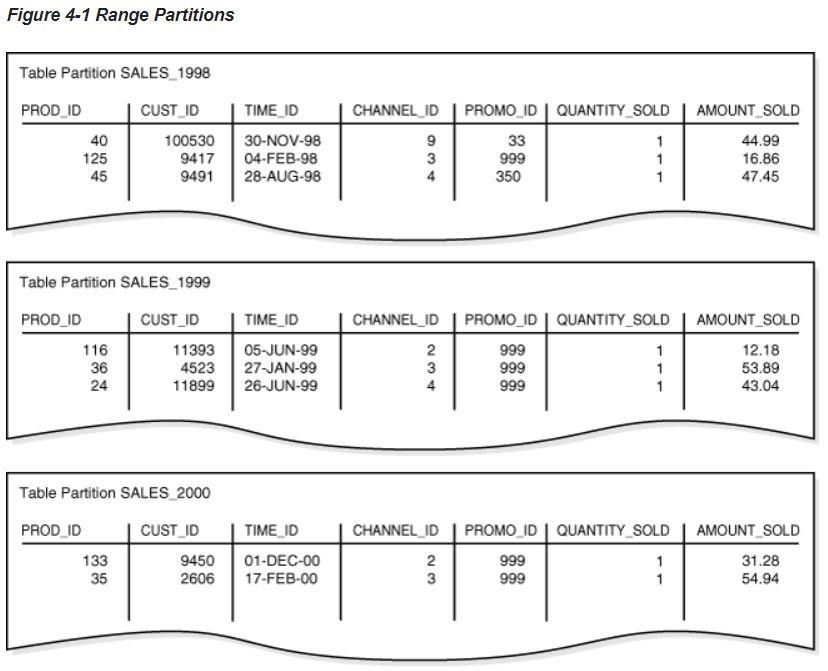 Figure 4-1 Range Partitions
Table Partition SALES_1998
PROD_ID CUST_ID TIME_ID CHANNEL_ID PROMO_ID QUANTITY_SOLD AMOUNT_SOLD
40 100530 30-NOV-98 9 33 1 44.99
125 9417 04-FEB-98 3 999 1 16.86
45 9491 28-AUG-98 4 350 1 47.45
Table Partition SALES_1999
PROD_ID CUST_ID TIME_ID CHANNEL_ID PROMO_ID QUANTITY_SOLD AMOUNT_SOLD
116 11393 05-JUN-99 2 999 1 12.18
36 4523 27-JAN-99 3 999 1 53.89
24 11899 26-JUN-99 4 999 1 43.04
Table Partition SALES_2000
PROD_ID CUST_ID TIME_ID CHANNEL_ID PROMO_ID QUANTITY_SOLD AMOUNT_SOLD
133 9450 01-DEC-00 2 999 1 31.28
35 2606 17-FEB-00 3 999 1 54.94